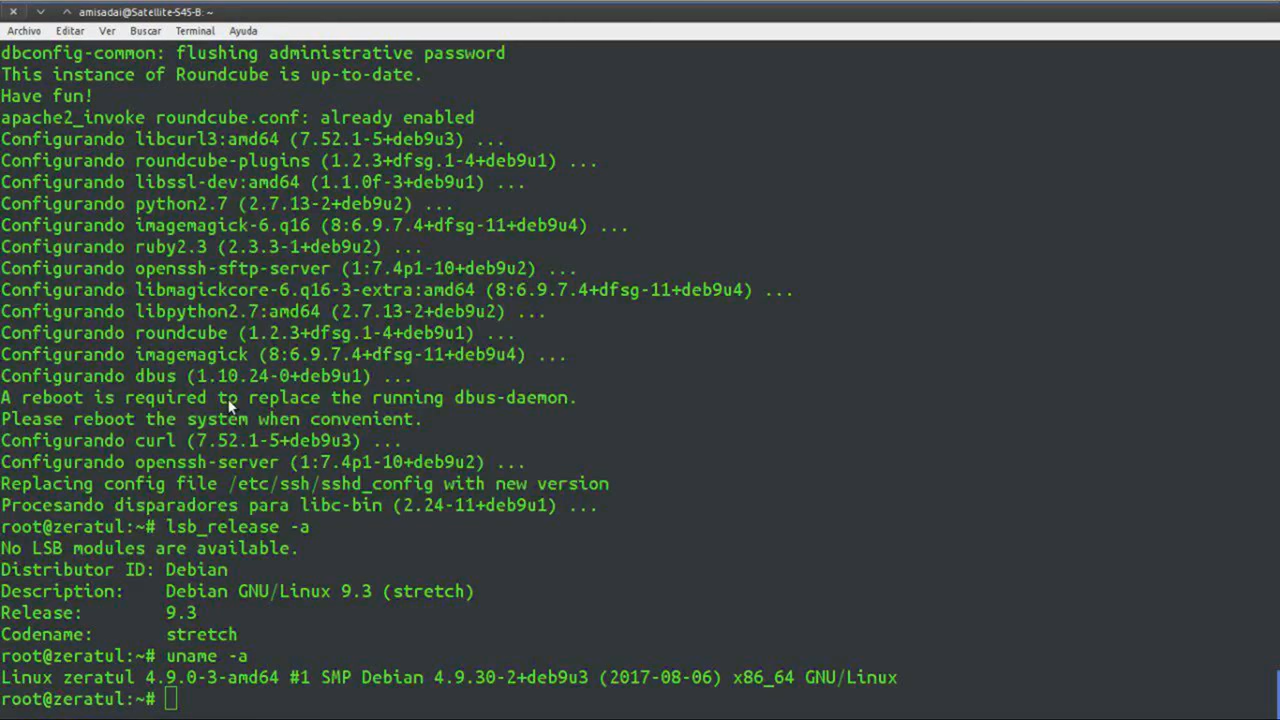 amisadai@Satellite-S45-B: ~
Archivo Editar Ver Buscar Terminal Ayuda
dbconfig-common: flushing administrative password
This instance of Roundcube is up-to-date.
Have fun!
apache2_invoke roundcube.conf: already enabled
Configurando libcurl3:amd64 (7.52.1-5+deb9u3) ...
Configurando roundcube-plugins (1.2.3+dfsg.1-4+deb9u1) ...
Configurando libssl-dev:amd64 (1.1.0f-3+deb9u1) ...
Configurando python2.7 (2.7.13-2+deb9u2) ...
Configurando imagemagick-6.q16 (8:6.9.7.4+dfsg-11+deb9u4) ...
Configurando ruby2.3 (2.3.3-1+deb9u2) ...
Configurando openssh-sftp-server (1:7.4p1-10+deb9u2) ...
Configurando libmagickcore-6.q16-3-extra:amd64 (8:6.9.7.4+dfsg-11+deb9u4) ...
Configurando libpython2.7:amd64 (2.7.13-2+deb9u2) ...
Configurando roundcube (1.2.3+dfsg.1-4+deb9u1) ...
Configurando imagemagick (8:6.9.7.4+dfsg-11+deb9u4) ...
Configurando dbus (1.10.24-0+deb9u1) ...
A reboot is required to replace the running dbus-daemon.
Please reboot the system when convenient.
Configurando curl (7.52.1-5+deb9u3) ...
Configurando openssh-server (1:7.4p1-10+deb9u2) ...
Replacing config file /etc/ssh/sshd_config with new version
Procesando disparadores para libc-bin (2.24-11+deb9u1) ...
root@zeratul:~# lsb_release -a
No LSB modules are available.
Distributor ID: Debian
Description: Debian GNU/Linux 9.3 (stretch)
Release: 9.3
Codename: stretch
root@zeratul:~# uname -a
Linux zeratul 4.9.0-3-amd64 #1 SMP Debian 4.9.30-2+deb9u3 (2017-08-06) x86_64 GNU/Linux
root@zeratul:~#